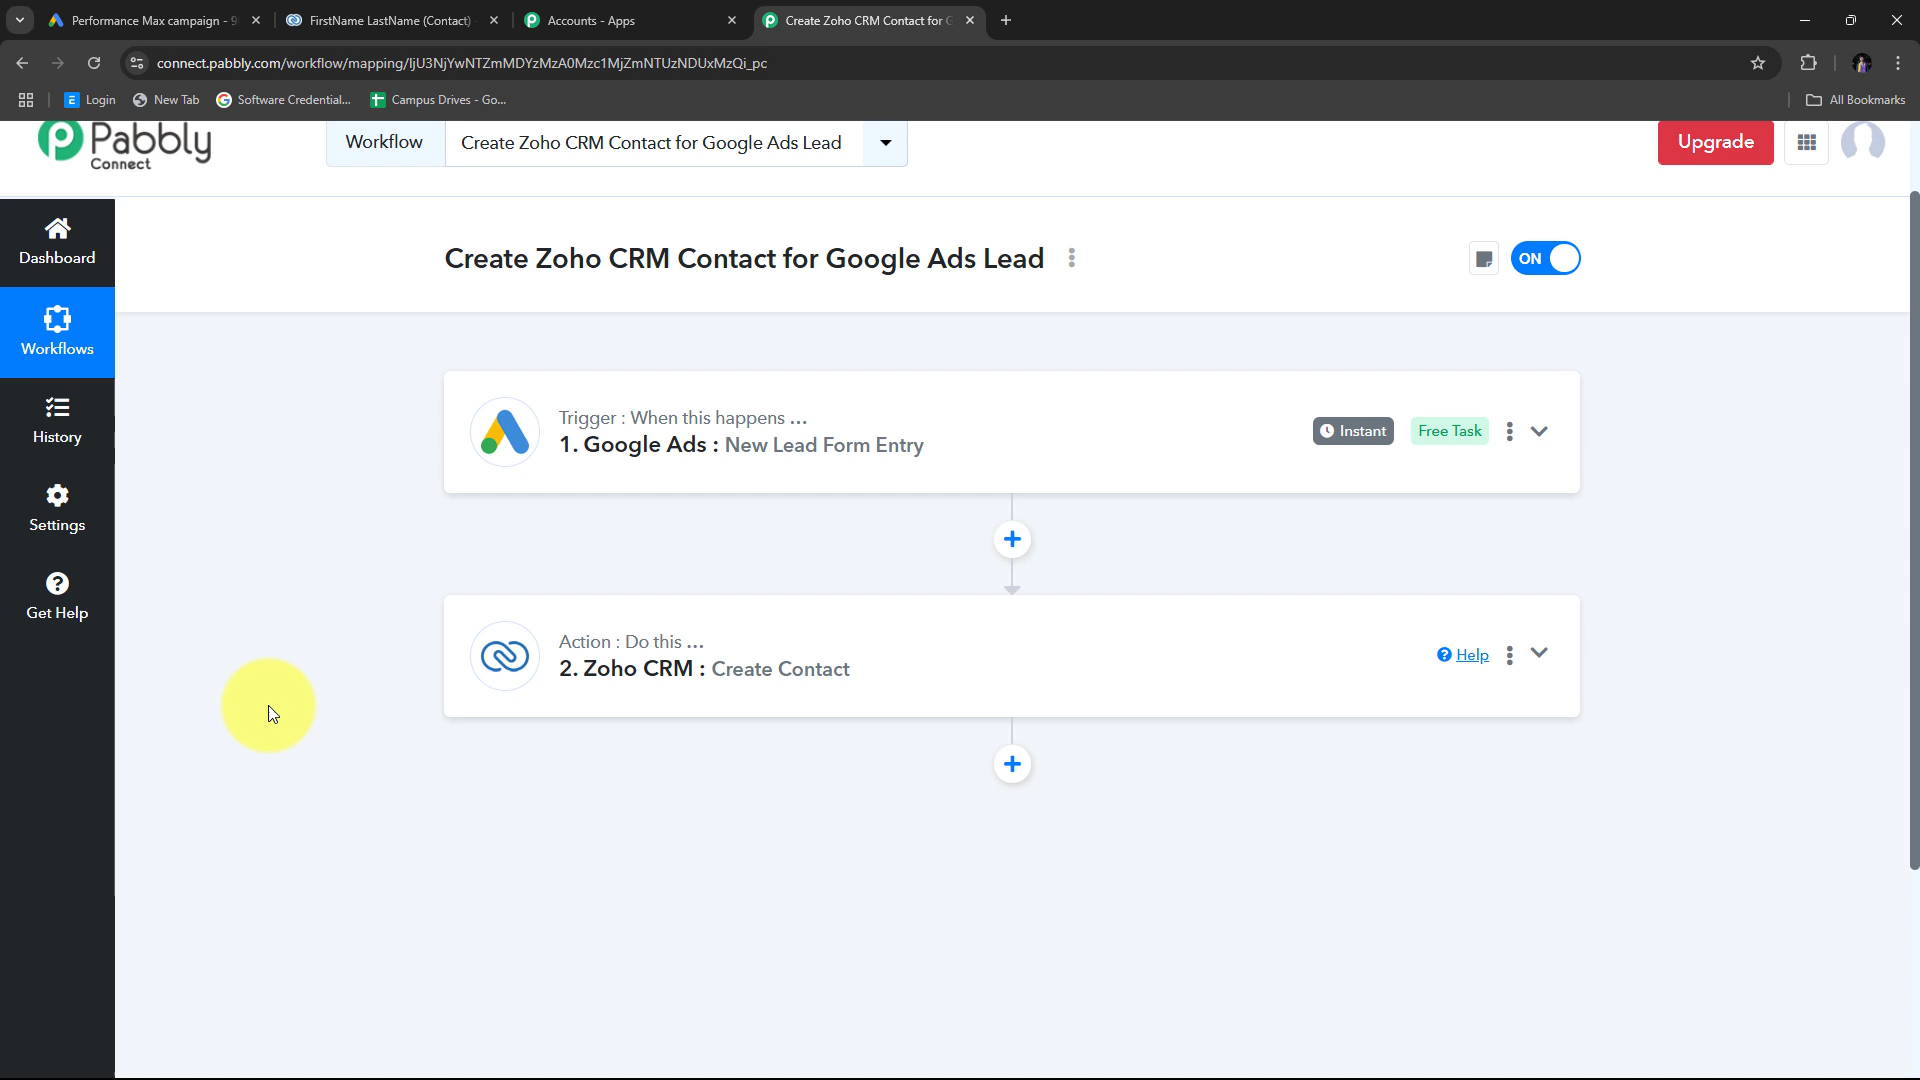 Performance Max campaign - 9
FirstName LastName (Contact)
Accounts - Apps
Create Zoho CRM Contact for G
connect.pabbly.com/workflow/mapping/IjU3NjYwNTZmMDYzMzA0Mzc1MjZmNTUzNDUxMzQi_pc
Login
New Tab
Software Credential...
Campus Drives - Go...
All Bookmarks
Pabbly
Connect
Workflow
Create Zoho CRM Contact for Google Ads Lead
Upgrade
Dashboard
Workflows
History
Settings
Get Help
Create Zoho CRM Contact for Google Ads Lead
ON
Trigger : When this happens ...
1. Google Ads : New Lead Form Entry
Instant
Free Task
Action : Do this ...
2. Zoho CRM : Create Contact
Help